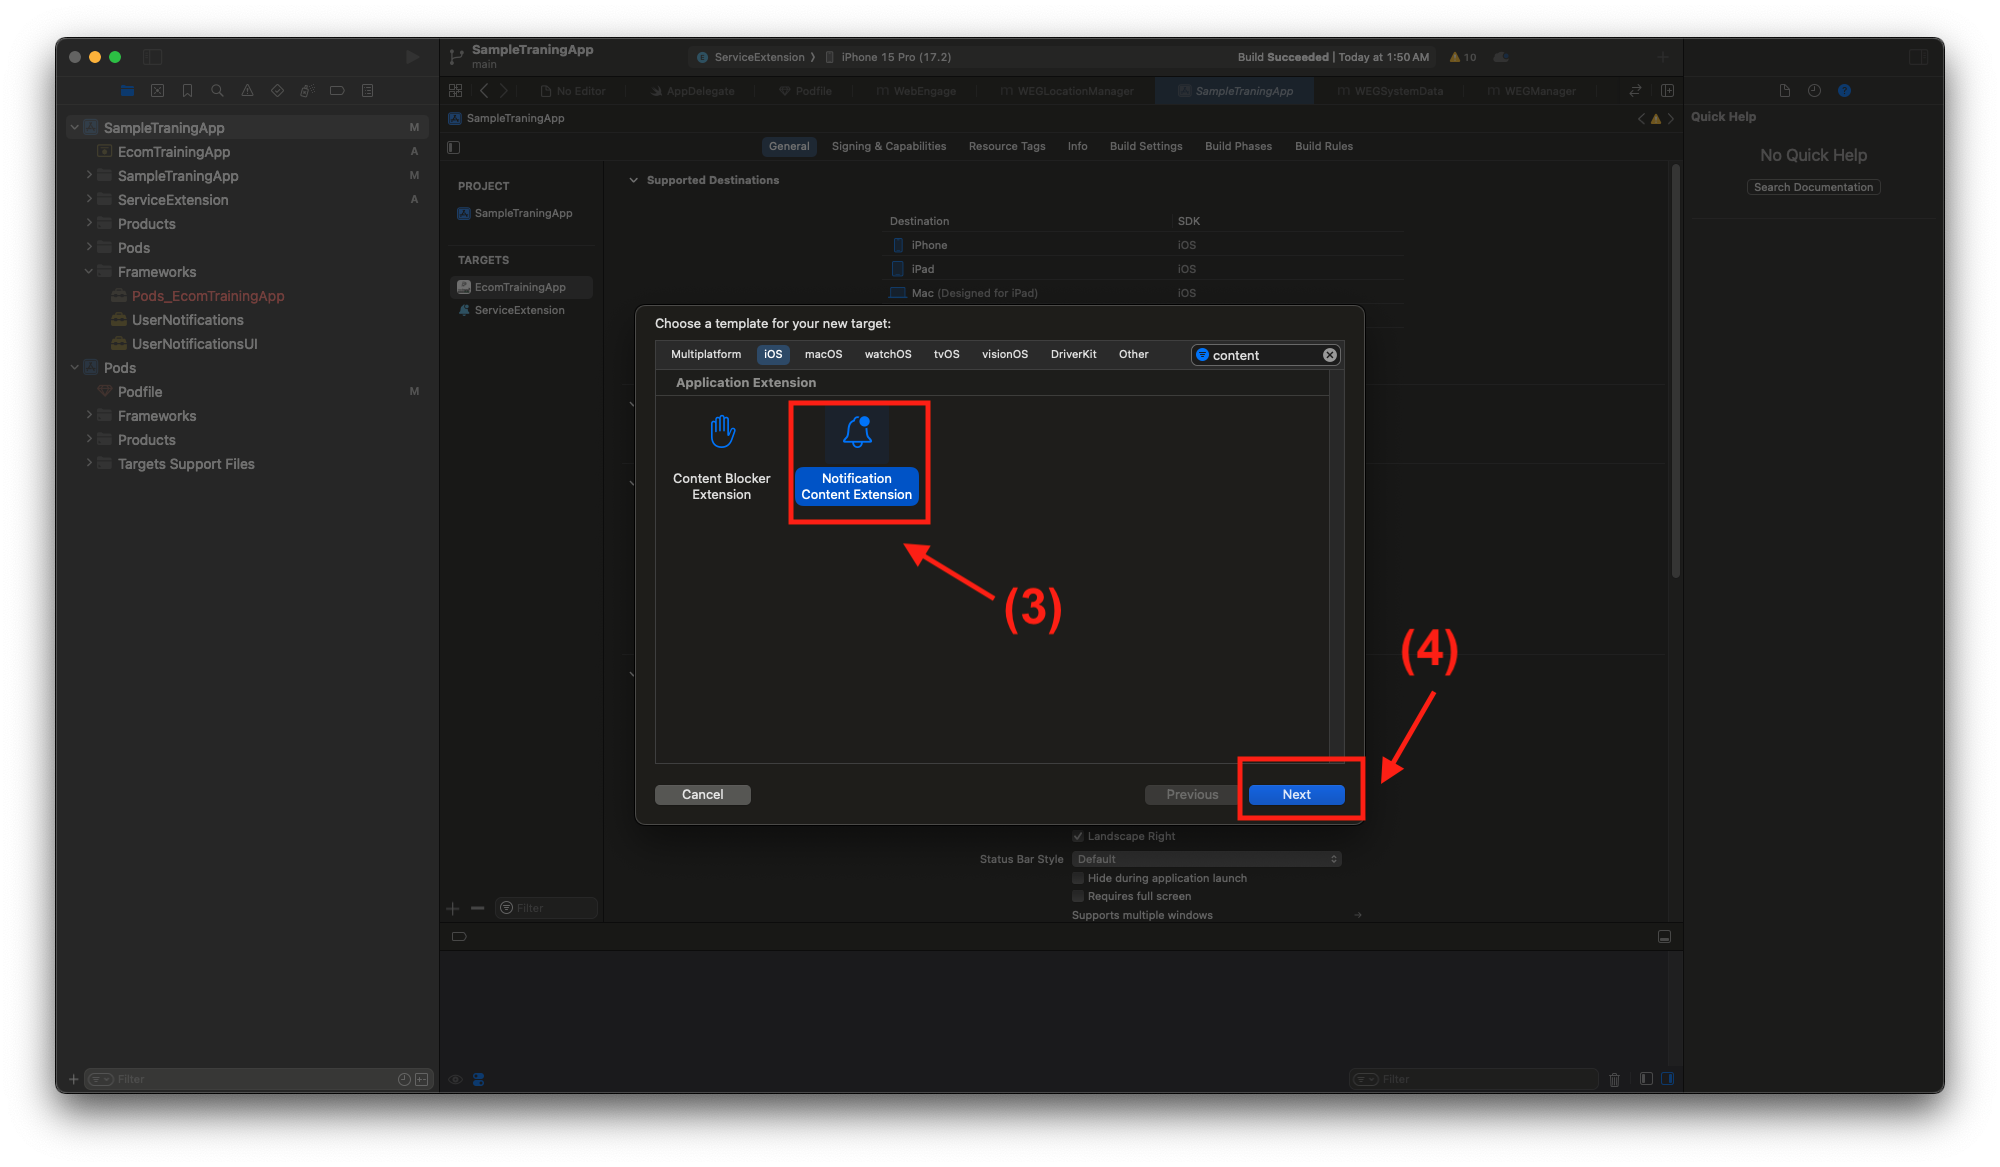 SampleTraningApp
main
ServiceExtension 〉 iPhone 15 Pro (17.2)
Build Succeeded | Today at 1:50 AM
10
No Editor
AppDelegate
Podfile
WebEngage
WEGLocationManager
SampleTraningApp
WEGSystemData
WEGManager
SampleTraningApp M
EcomTrainingApp A
SampleTraningApp M
ServiceExtension A
Products
Pods
Frameworks
Pods_EcomTrainingApp
UserNotifications
UserNotificationsUI
Pods
Podfile M
Frameworks
Products
Targets Support Files
Filter
SampleTraningApp
General Signing & Capabilities Resource Tags Info Build Settings Build Phases Build Rules
PROJECT
SampleTraningApp
TARGETS
EcomTrainingApp
ServiceExtension
Filter
Supported Destinations
Destination SDK
iPhone iOS
iPad iOS
Mac (Designed for iPad) iOS
Choose a template for your new target:
Multiplatform iOS macOS watchOS tvOS visionOS DriverKit Other
content
Application Extension
Content Blocker
Extension
Notification
Content Extension
(3)
(4)
Cancel
Previous
Next
Landscape Right
Status Bar Style Default
Hide during application launch
Requires full screen
Supports multiple windows
Filter
Quick Help
No Quick Help
Search Documentation